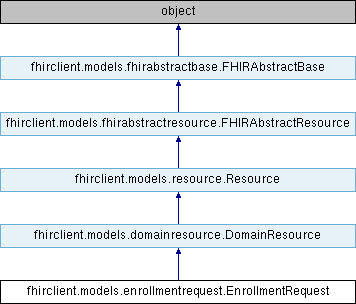 object
fhirclient.models.fhirabstractbase.FHIRAbstractBase
fhirclient.models.fhirabstractresource.FHIRAbstractResource
fhirclient.models.resource.Resource
fhirclient.models.domainresource.DomainResource
fhirclient.models.enrollmentrequest.EnrollmentRequest